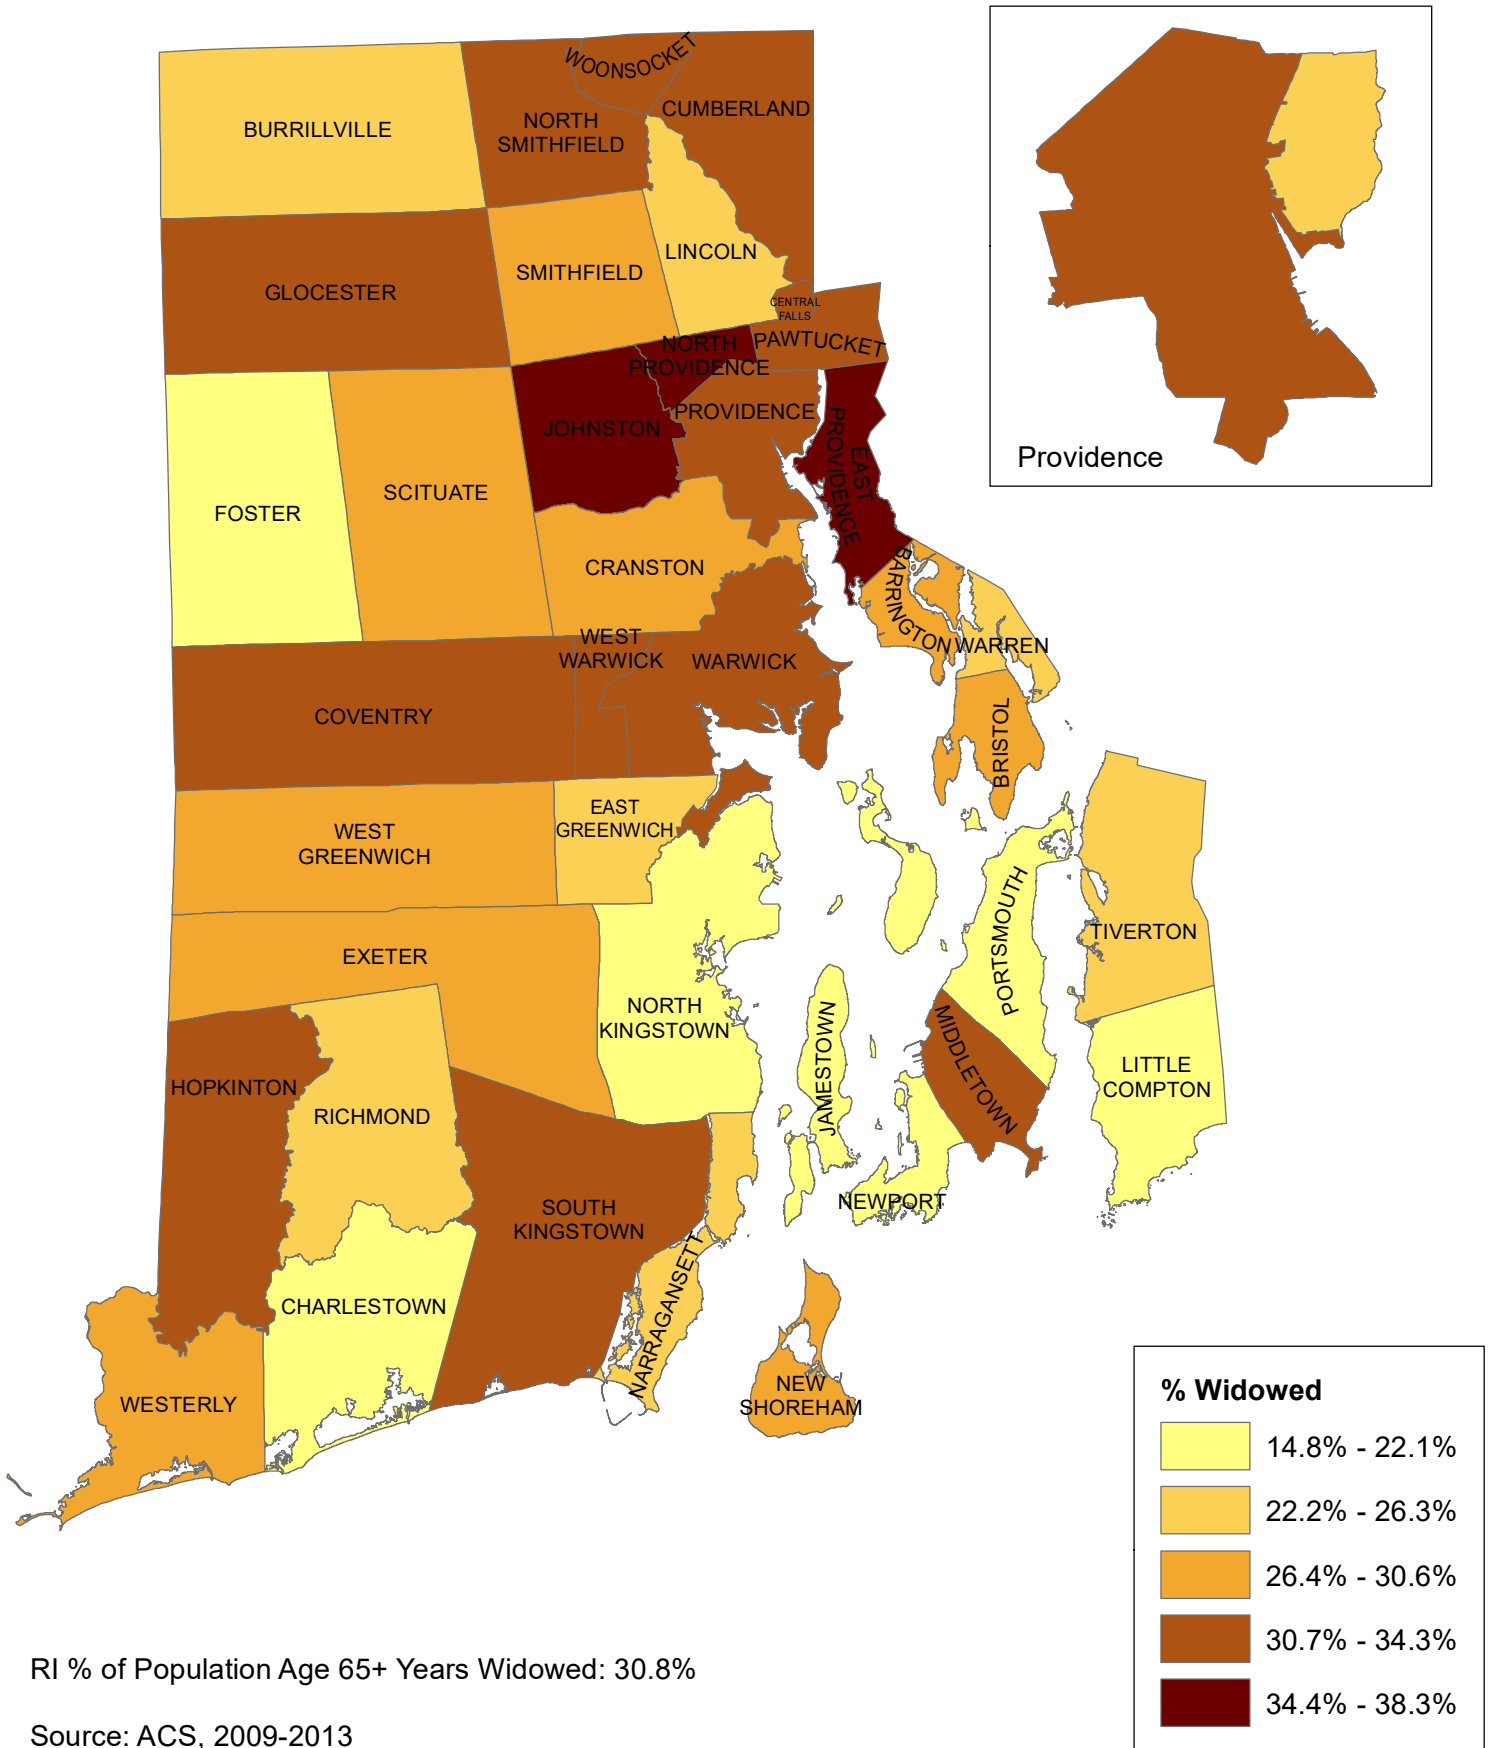 WOONSOCKET
CUMBERLAND
BURRILLVILLE
NORTH
SMITHFIELD
LINCOLN
SMITHFIELD
GLOCESTER
CENTRAL
FALLS
PAWTUCKET
NORTH
PROVIDENCE
PROVIDENCE
JOHNSTON
EAST
PROVIDENCE
SCITUATE
FOSTER
CRANSTON
BARRINGTON
WARREN
WEST
WARWICK
WARWICK
COVENTRY
BRISTOL
EAST
GREENWICH
WEST
GREENWICH
PORTSMOUTH
TIVERTON
EXETER
NORTH
KINGSTOWN
JAMESTOWN
MIDDLETOWN
LITTLE
COMPTON
HOPKINTON
RICHMOND
NEWPORT
SOUTH
KINGSTOWN
NARRAGANSETT
CHARLESTOWN
NEW
SHOREHAM
WESTERLY
Providence
% Widowed
14.8% - 22.1%
22.2% - 26.3%
26.4% - 30.6%
30.7% - 34.3%
34.4% - 38.3%
RI % of Population Age 65+ Years Widowed: 30.8%
Source: ACS, 2009-2013